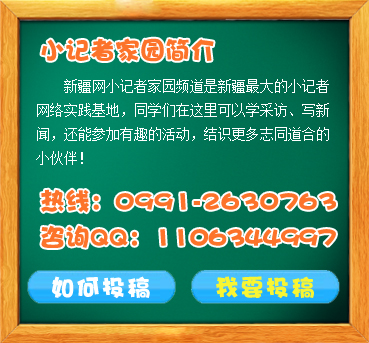 小记者家园简介
新疆网小记者家园频道是新疆最大的小记者
网络实践基地，同学们在这里可以学采访、写新
闻，还能参加有趣的活动，结识更多志同道合的
小伙伴！
热线：0991-2630763
咨询QQ：1106344997
如何投稿
我要投稿